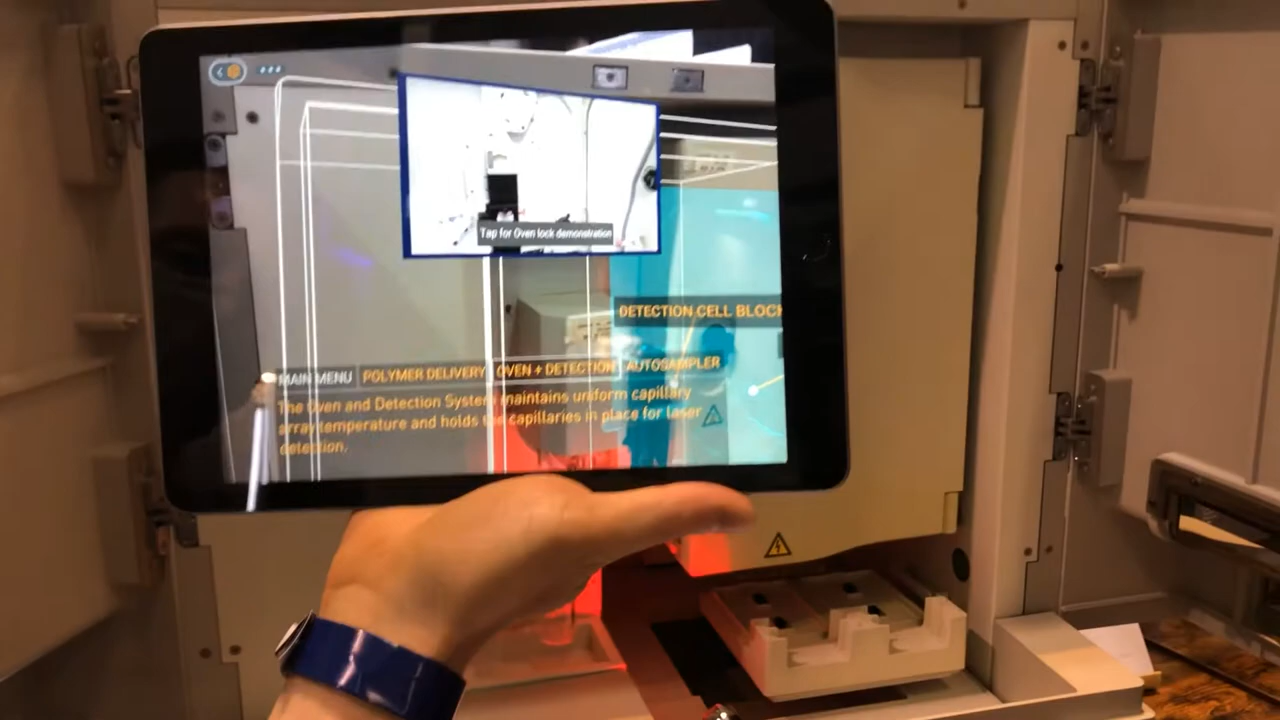 Tap for Oven lock demonstration
DETECTION CELL BLOCK
MAIN MENU POLYMER DELIVERY OVEN + DETECTION AUTOSAMPLER
The Oven and Detection System maintains uniform capillary
array temperature and holds the capillaries in place for laser
detection.